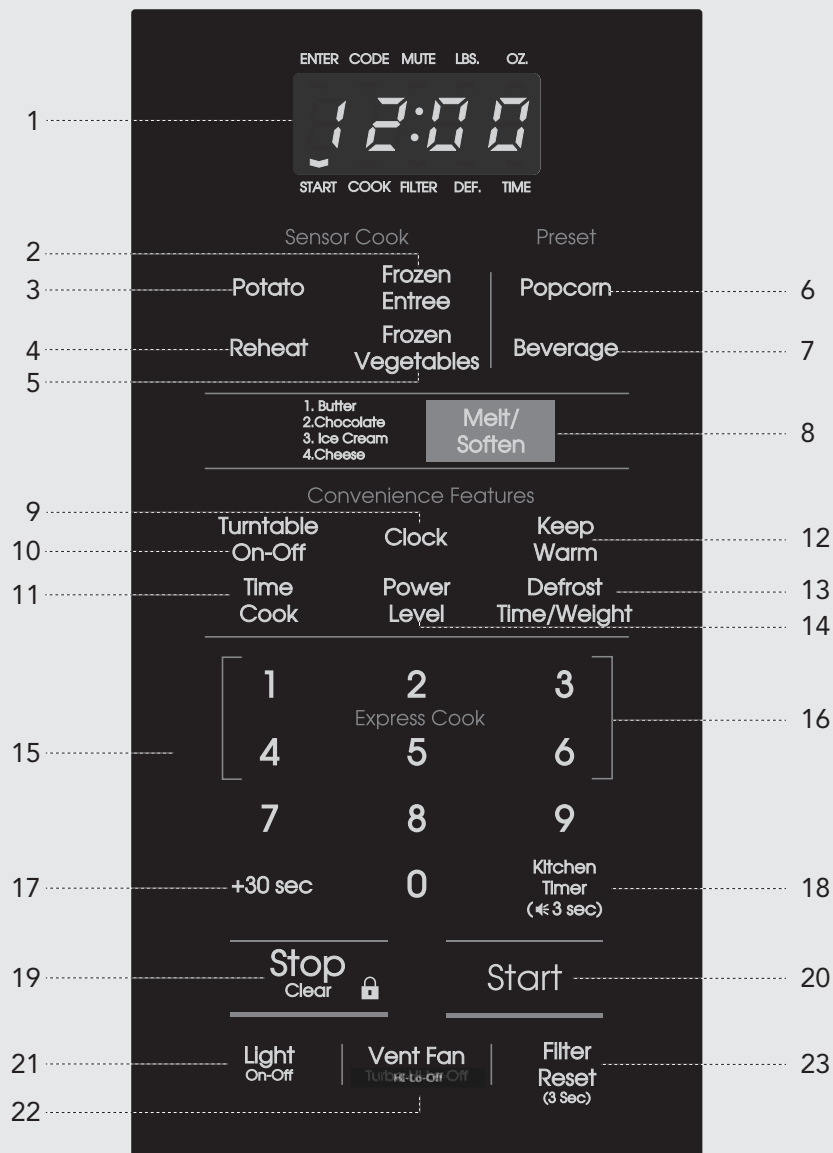 ENTER CODE MUTE LBS. OZ.
1
12:00
START COOK FILTER DEF. TIME
Sensor Cook Preset
2
Frozen
Entree
3 Potato Popcorn 6
4 Reheat Frozen
Vegetables Beverage 7
5
1. Butter
2.Chocolate
3. Ice Cream
4.Cheese
Melt/
Soften
8
Convenience Features
9
Turntable
On-Off
Clock
Keep
Warm
10 12
11 Time
Cook
Power
Level
Defrost
Time/Weight
13
14
1 2 3
Express Cook 16
15 4 5 6
7 8 9
17 +30 sec 0 Kitchen
Timer
(3 sec)
18
19 Stop
Clear
Start 20
21 Light
On-Off
Vent Fan
Hi-Lo-Off
Filter
Reset
(3 Sec)
23
22